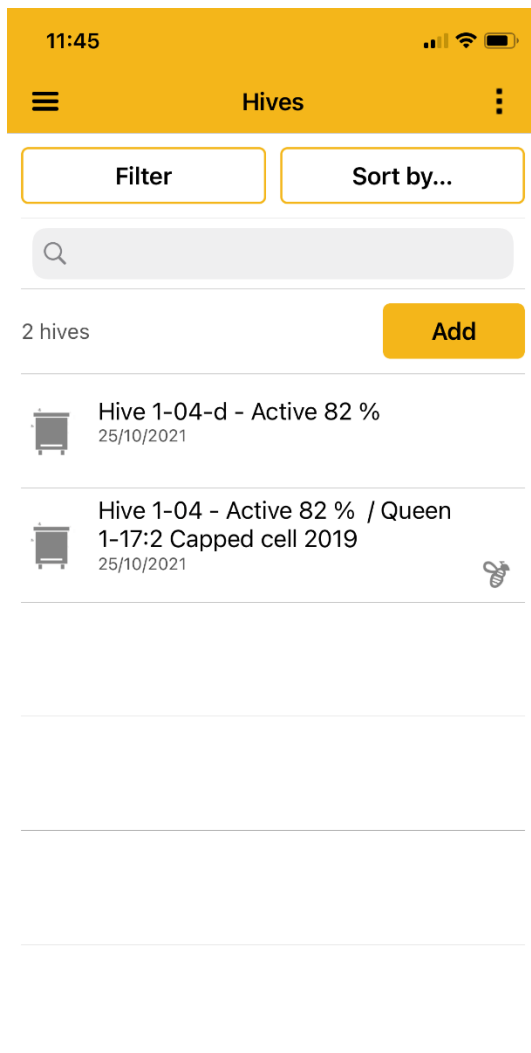 11:45
Hives
Filter
Sort by...
2 hives
Add
Hive 1-04-d - Active 82 %
25/10/2021
Hive 1-04 - Active 82 % / Queen
1-17:2 Capped cell 2019
25/10/2021